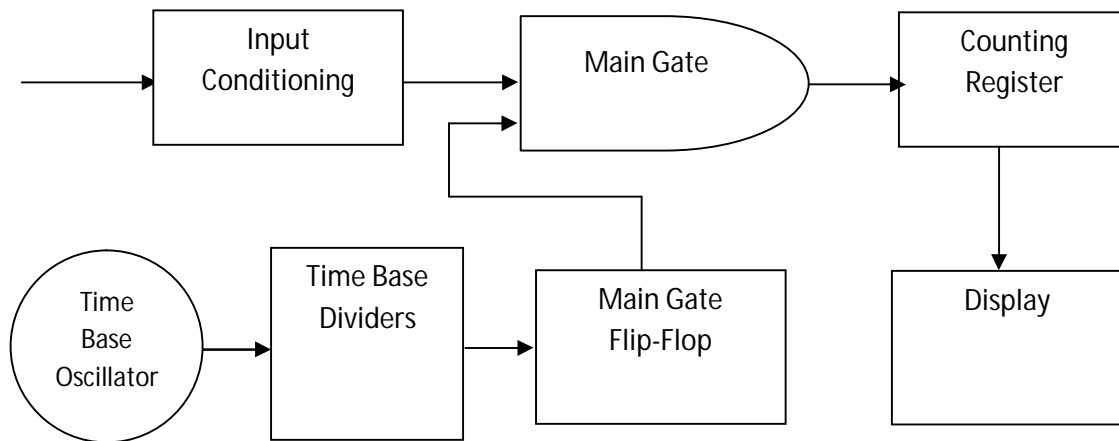 Input
Conditioning
Main Gate
Counting
Register
Time
Base
Oscillator
Time Base
Dividers
Main Gate
Flip-Flop
Display